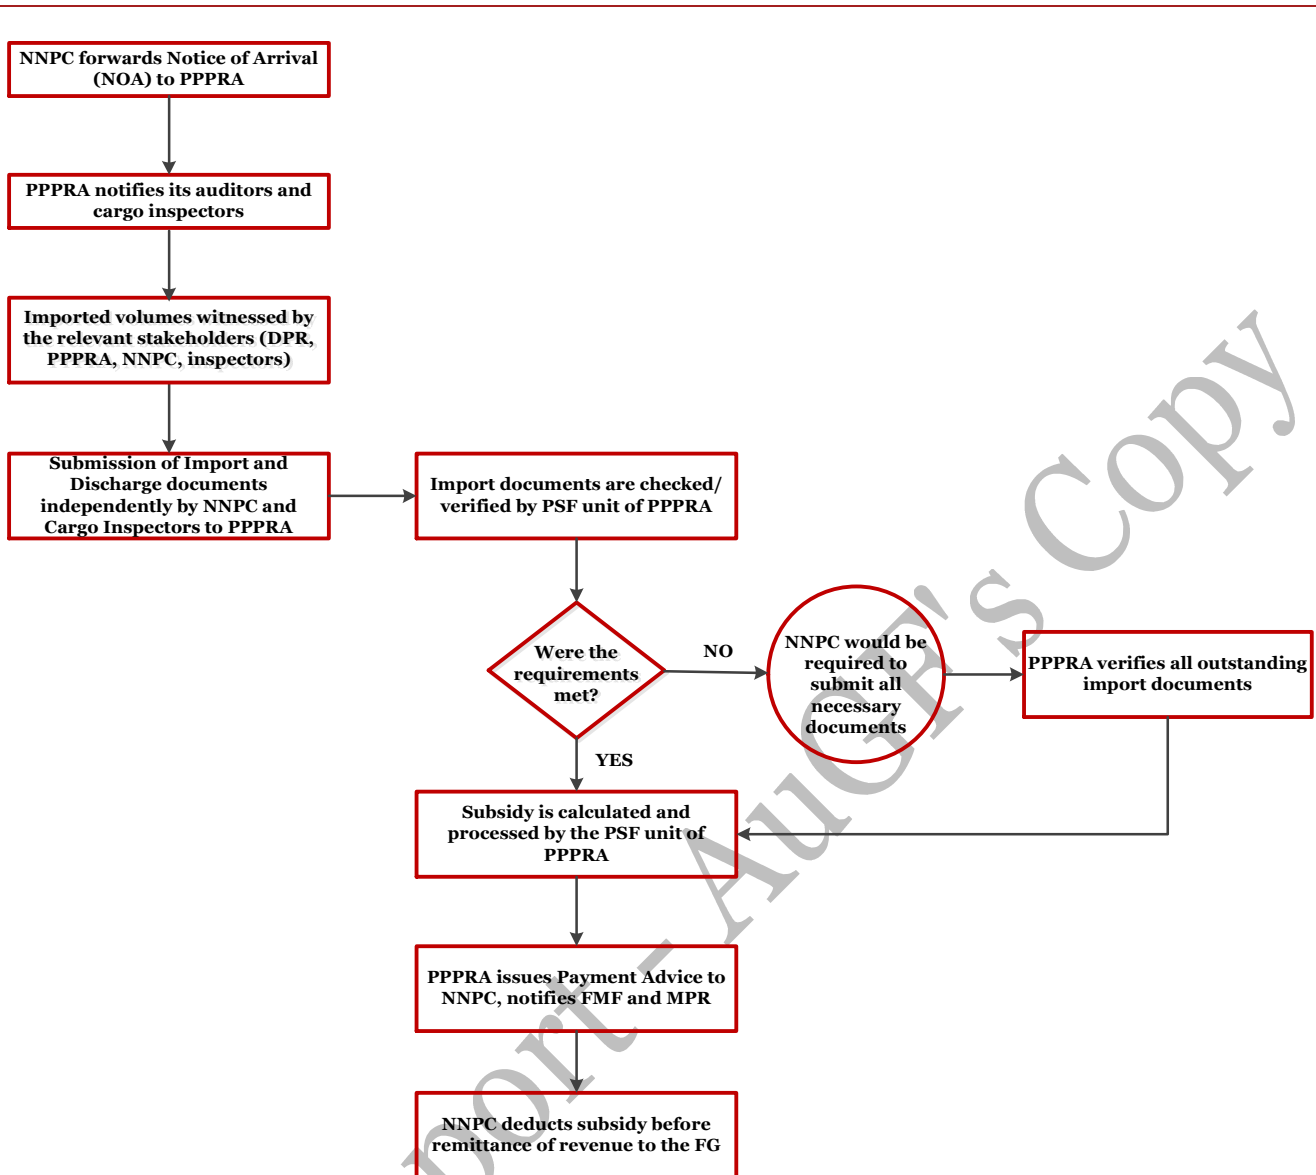 NNPC forwards Notice of Arrival
(NOA) to PPPRA
PPPRA notifies its auditors and
cargo inspectors
Imported volumes witnessed by
the relevant stakeholders (DPR,
PPPRA, NNPC, inspectors)
Submission of Import and
Discharge documents
independently by NNPC and
Cargo Inspectors to PPPRA
Import documents are checked/
verified by PSF unit of PPPRA
Were the
requirements
met?
NO
NNPC would be
required to
submit all
necessary
documents
PPPRA verifies all outstanding
import documents
YES
Subsidy is calculated and
processed by the PSF unit of
PPPRA
PPPRA issues Payment Advice to
NNPC, notifies FMF and MPR
NNPC deducts subsidy before
remittance of revenue to the FG
port - AuGF's Copy